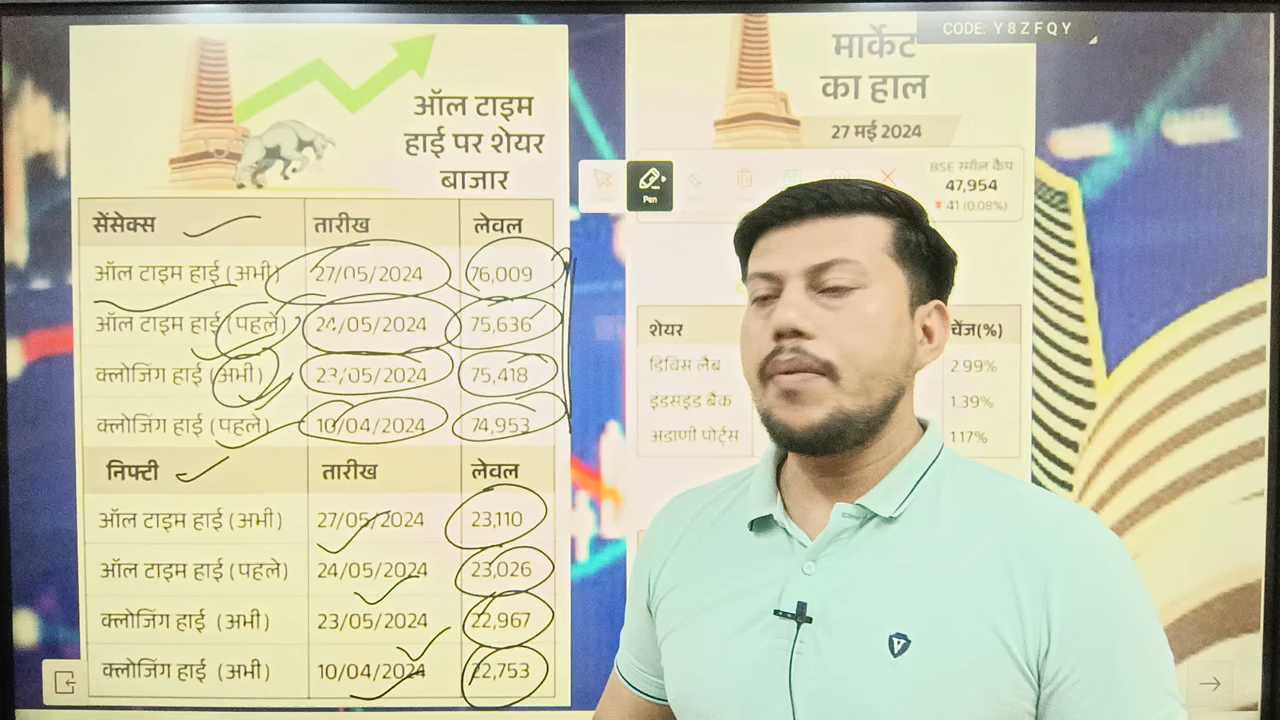 ऑल टाइम
हाई पर शेयर
बाजार
सेंसेक्स तारीख लेवल
ऑल टाइम हाई (अभी) 27/05/2024 76,009
ऑल टाइम हाई (पहले) 24/05/2024 75,636
क्लोजिंग हाई (अभी) 23/05/2024 75,418
क्लोजिंग हाई (पहले) 10/04/2024 74,953
निफ्टी तारीख लेवल
ऑल टाइम हाई (अभी) 27/05/2024 23,110
ऑल टाइम हाई (पहले) 24/05/2024 23,026
क्लोजिंग हाई (अभी) 23/05/2024 22,967
क्लोजिंग हाई (अभी) 10/04/2024 22,753
CODE: Y8ZFQY
मार्केट
का हाल
27 मई 2024
Pen
BSE स्मॉल कैप
47,954
41 (0.08%)
शेयर चेंज(%)
डिविस लैब 2.99%
इंडसइड बैंक 1.39%
अडाणी पोर्ट्स 1.17%